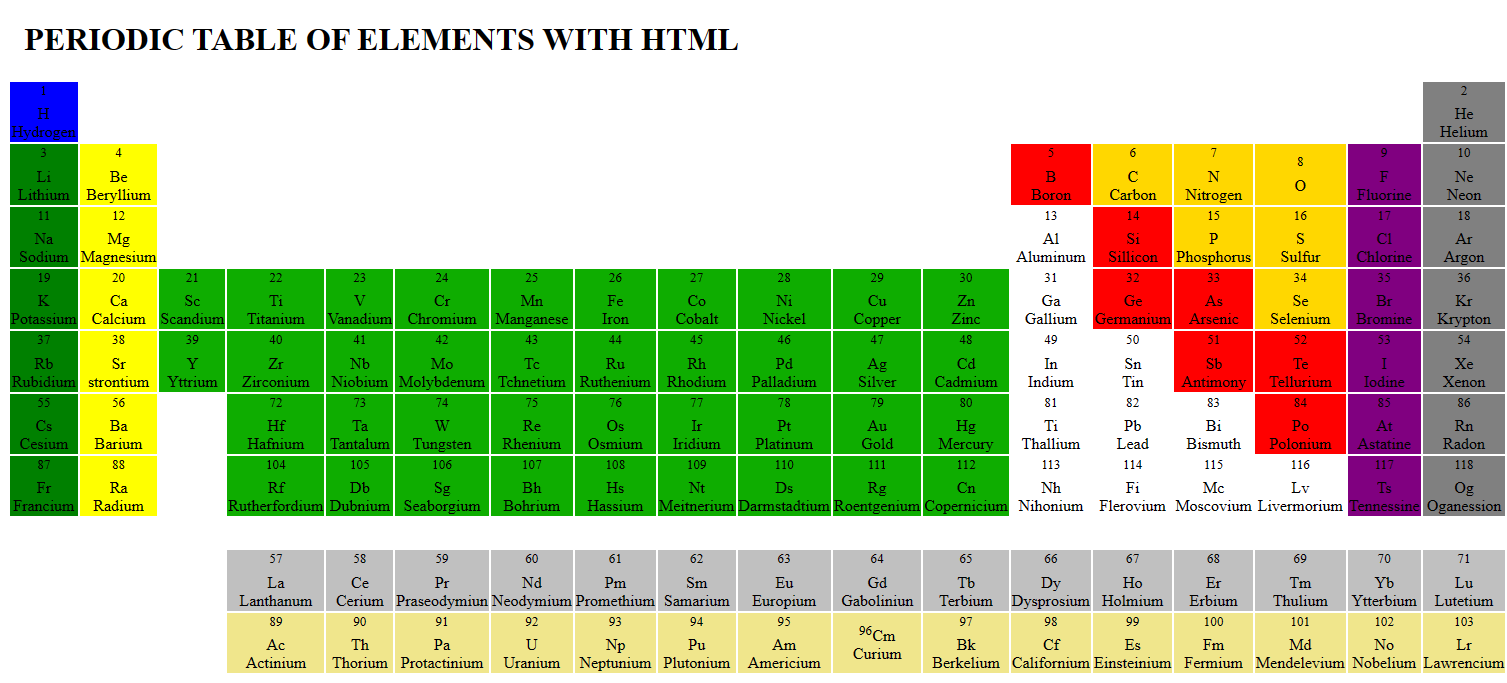 PERIODIC TABLE OF ELEMENTS WITH HTML
1 2
H He
Hydrogen Helium
3 4 5 6 7 8 9 10
Li Be B C N O F Ne
Lithium Beryllium Boron Carbon Nitrogen Fluorine Neon
11 12 13 14 15 16 17 18
Na Mg Al Si P S Cl Ar
Sodium Magnesium Aluminum Sillicon Phosphorus Sulfur Chlorine Argon
19 20 21 22 23 24 25 26 27 28 29 30 31 32 33 34 35 36
K Ca Sc Ti V Cr Mn Fe Co Ni Cu Zn Ga Ge As Se Br Kr
Potassium Calcium Scandium Titanium Vanadium Chromium Manganese Iron Cobalt Nickel Copper Zinc Gallium Germanium Arsenic Selenium Bromine Krypton
37 38 39 40 41 42 43 44 45 46 47 48 49 50 51 52 53 54
Rb Sr Y Zr Nb Mo Tc Ru Rh Pd Ag Cd In Sn Sb Te I Xe
Rubidium strontium Yttrium Zirconium Niobium Molybdenum Tchnetium Ruthenium Rhodium Palladium Silver Cadmium Indium Tin Antimony Tellurium Iodine Xenon
55 56 72 73 74 75 76 77 78 79 80 81 82 83 84 85 86
Cs Ba Hf Ta W Re Os Ir Pt Au Hg Ti Pb Bi Po At Rn
Cesium Barium Hafnium Tantalum Tungsten Rhenium Osmium Iridium Platinum Gold Mercury Thallium Lead Bismuth Polonium Astatine Radon
87 88 104 105 106 107 108 109 110 111 112 113 114 115 116 117 118
Fr Ra Rf Db Sg Bh Hs Nt Ds Rg Cn Nh Fi Mc Lv Ts Og
Francium Radium Rutherfordium Dubnium Seaborgium Bohrium Hassium Meitnerium Darmstadtium Roentgenium Copernicium Nihonium Flerovium Moscovium Livermorium Tennessine Oganession
57 58 59 60 61 62 63 64 65 66 67 68 69 70 71
La Ce Pr Nd Pm Sm Eu Gd Tb Dy Ho Er Tm Yb Lu
Lanthanum Cerium Praseodymiun Neodymium Promethium Samarium Europium Gaboliniun Terbium Dysprosium Holmium Erbium Thulium Ytterbium Lutetium
89 90 91 92 93 94 95 96Cm 97 98 99 100 101 102 103
Ac Th Pa U Np Pu Am Bk Cf Es Fm Md No Lr
Actinium Thorium Protactinium Uranium Neptunium Plutonium Americium Curium Berkelium Californium Einsteinium Fermium Mendelevium Nobelium Lawrencium